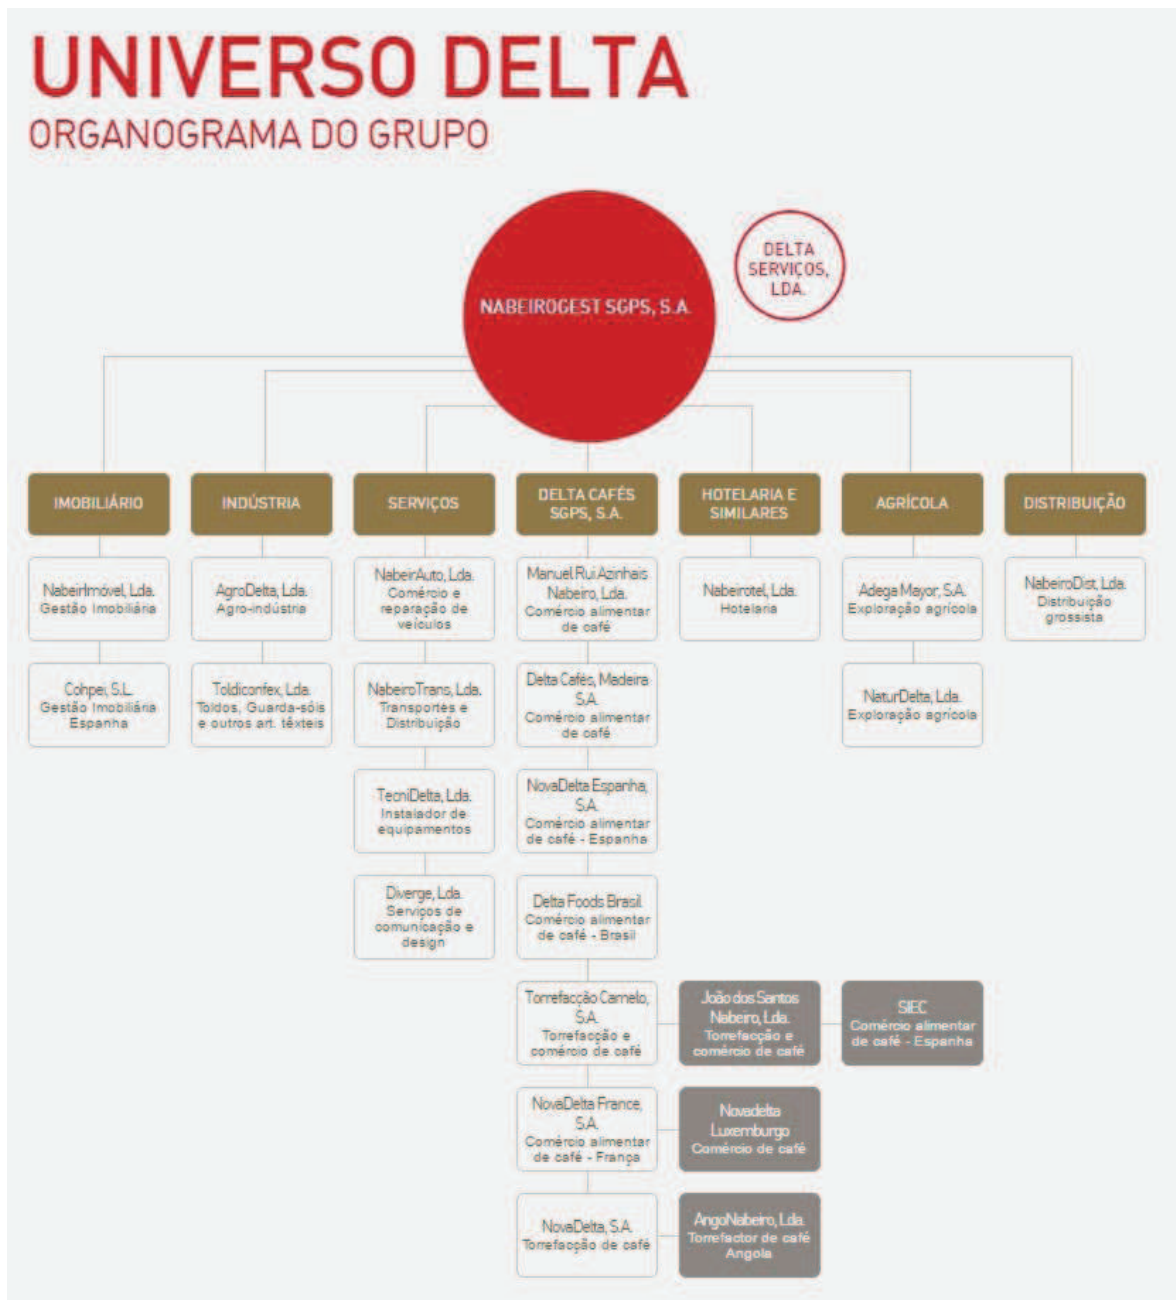 UNIVERSO DELTA
ORGANOGRAMA DO GRUPO
NABEIROGEST SGPS, S.A.
DELTA
SERVIÇOS,
LDA.
IMOBILIÁRIO
NabeirImóvel, Lda.
Gestão Imobiliária
Cohpei, S.L.
Gestão Imobiliária
Espanha
INDÚSTRIA
AgroDelta, Lda.
Agro-indústria
Toldiconfex, Lda.
Toldos, Guarda-sóis
e outros art. têxteis
SERVIÇOS
NabeirAuto, Lda.
Comércio e
reparação de
veículos
NabeiroTrans, Lda.
Transportes e
Distribuição
TecniDelta, Lda.
Instalador de
equipamentos
Diverge, Lda.
Serviços de
comunicação e
design
DELTA CAFÉS
SGPS, S.A.
Manuel Rui Azinhais
Nabeiro, Lda.
Comércio alimentar
de café
Delta Cafés, Madeira
S.A.
Comércio alimentar
de café
NovaDelta Espanha,
S.A.
Comércio alimentar
de café - Espanha
Delta Foods Brasil
Comércio alimentar
de café - Brasil
Torrefacção Camelo,
S.A.
Torrefacção e
comércio de café
João dos Santos
Nabeiro, Lda.
Torrefacção e
comércio de café
SIEC
Comércio alimentar
de café - Espanha
NovaDelta France,
S.A.
Comércio alimentar
de café - França
Novadelta
Luxemburgo
Comércio de café
NovaDelta, S.A.
Torrefacção de café
AngoNabeiro, Lda.
Torrefactor de café
Angola
HOTELARIA E
SIMILARES
Nabeirotel, Lda.
Hotelaria
AGRÍCOLA
Adega Mayor, S.A.
Exploração agrícola
NaturDelta, Lda.
Exploração agrícola
DISTRIBUIÇÃO
NabeiroDist, Lda.
Distribuição
grossista